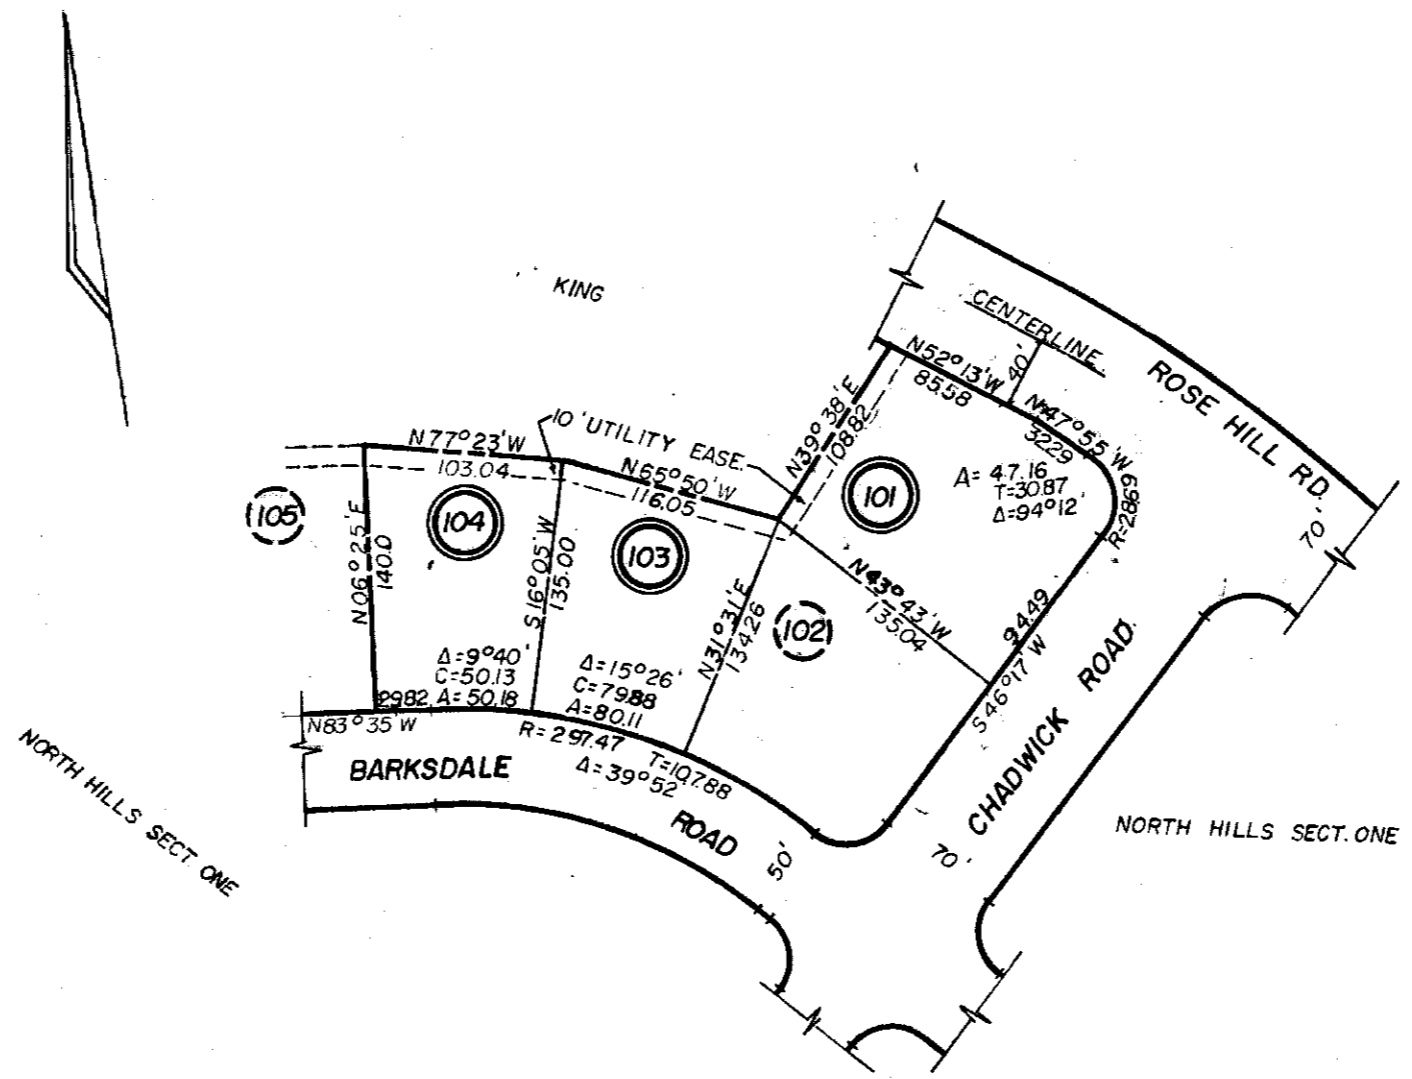 KING
CENTERLINE
40'
ROSE HILL RD.
70'
N52°13'W
85.58
N47°55'W
32.29
N39°38'E
108.82
101
A= 47.16
T=30.87
Δ=94°12'
R=28.69
10' UTILITY EASE.
N77°23'W
103.04
N65°50'W
116.05
105
104
103
102
N06°25'E
140.0
S16°05'W
135.00
N31°31'E
134.26
N43°43'W
135.04
94.49
S46°17'W
Δ=9°40'
C=50.13
29.82 A=50.18
Δ=15°26'
C=79.88
A=80.11
N83°35 W
R=297.47 T=107.88
Δ=39°52
BARKSDALE ROAD
50'
CHADWICK ROAD
70'
NORTH HILLS SECT. ONE
NORTH HILLS SECT. ONE